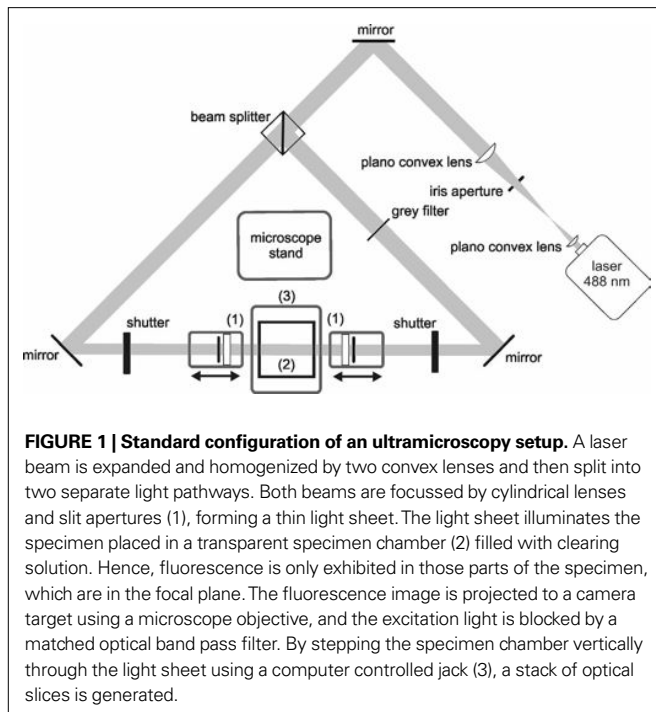 mirror
beam splitter
plano convex lens
iris aperture
grey filter
plano convex lens
laser
488 nm
microscope
stand
(3)
(1)
(1)
shutter
shutter
mirror
(2)
mirror
FIGURE 1 | Standard configuration of an ultramicroscopy setup. A laser
beam is expanded and homogenized by two convex lenses and then split into
two separate light pathways. Both beams are focussed by cylindrical lenses
and slit apertures (1), forming a thin light sheet. The light sheet illuminates the
specimen placed in a transparent specimen chamber (2) filled with clearing
solution. Hence, fluorescence is only exhibited in those parts of the specimen,
which are in the focal plane. The fluorescence image is projected to a camera
target using a microscope objective, and the excitation light is blocked by a
matched optical band pass filter. By stepping the specimen chamber vertically
through the light sheet using a computer controlled jack (3), a stack of optical
slices is generated.